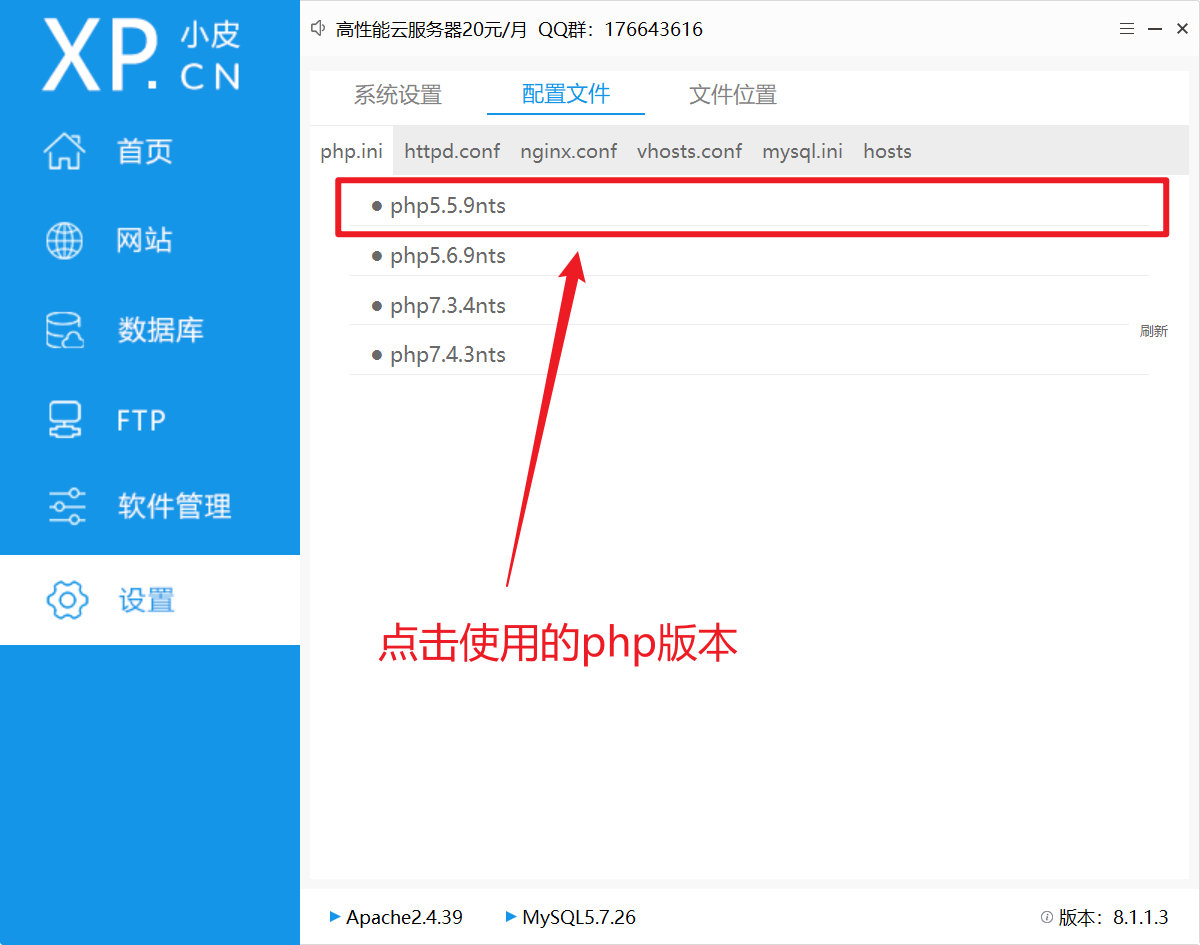 XP. 小皮 CN
高性能云服务器20元/月 QQ群：176643616
首页
网站
数据库
FTP
软件管理
设置
系统设置 配置文件 文件位置
php.ini httpd.conf nginx.conf vhosts.conf mysql.ini hosts
php5.5.9nts
php5.6.9nts
php7.3.4nts
刷新
php7.4.3nts
点击使用的php版本
Apache2.4.39 MySQL5.7.26 版本：8.1.1.3